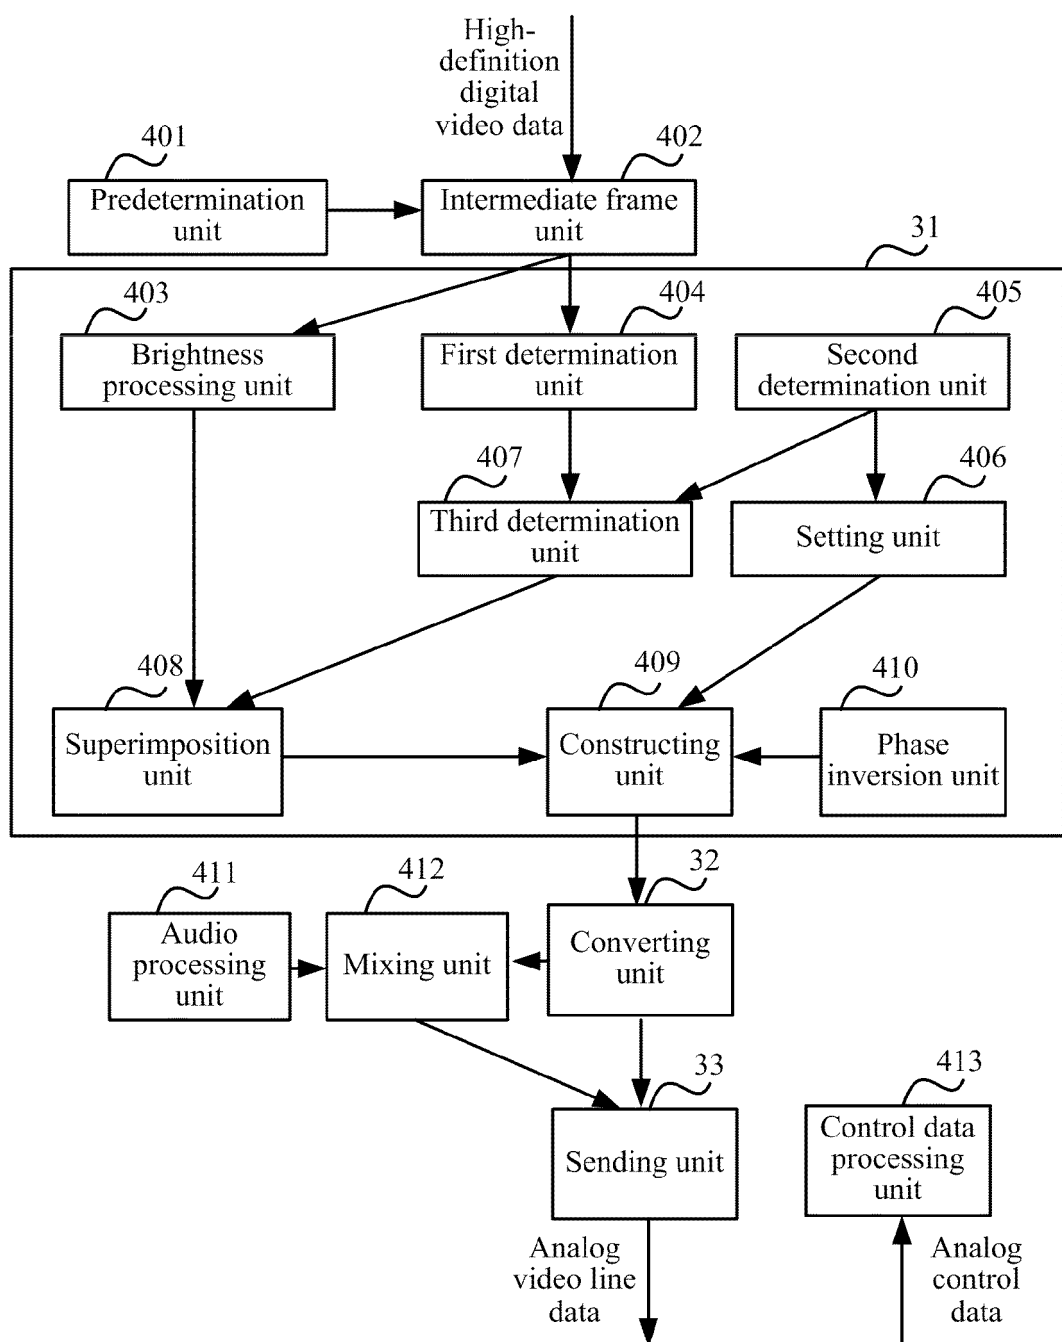 High-
definition
digital
video data
401
402
Predetermination
unit
Intermediate frame
unit
31
403
404
405
Brightness
processing unit
First determination
unit
Second
determination unit
407
406
Third determination
unit
Setting unit
408
409
410
Superimposition
unit
Constructing
unit
Phase
inversion unit
411
412
32
Audio
processing
unit
Mixing unit
Converting
unit
33
413
Sending unit
Control data
processing
unit
Analog
video line
data
Analog
control
data